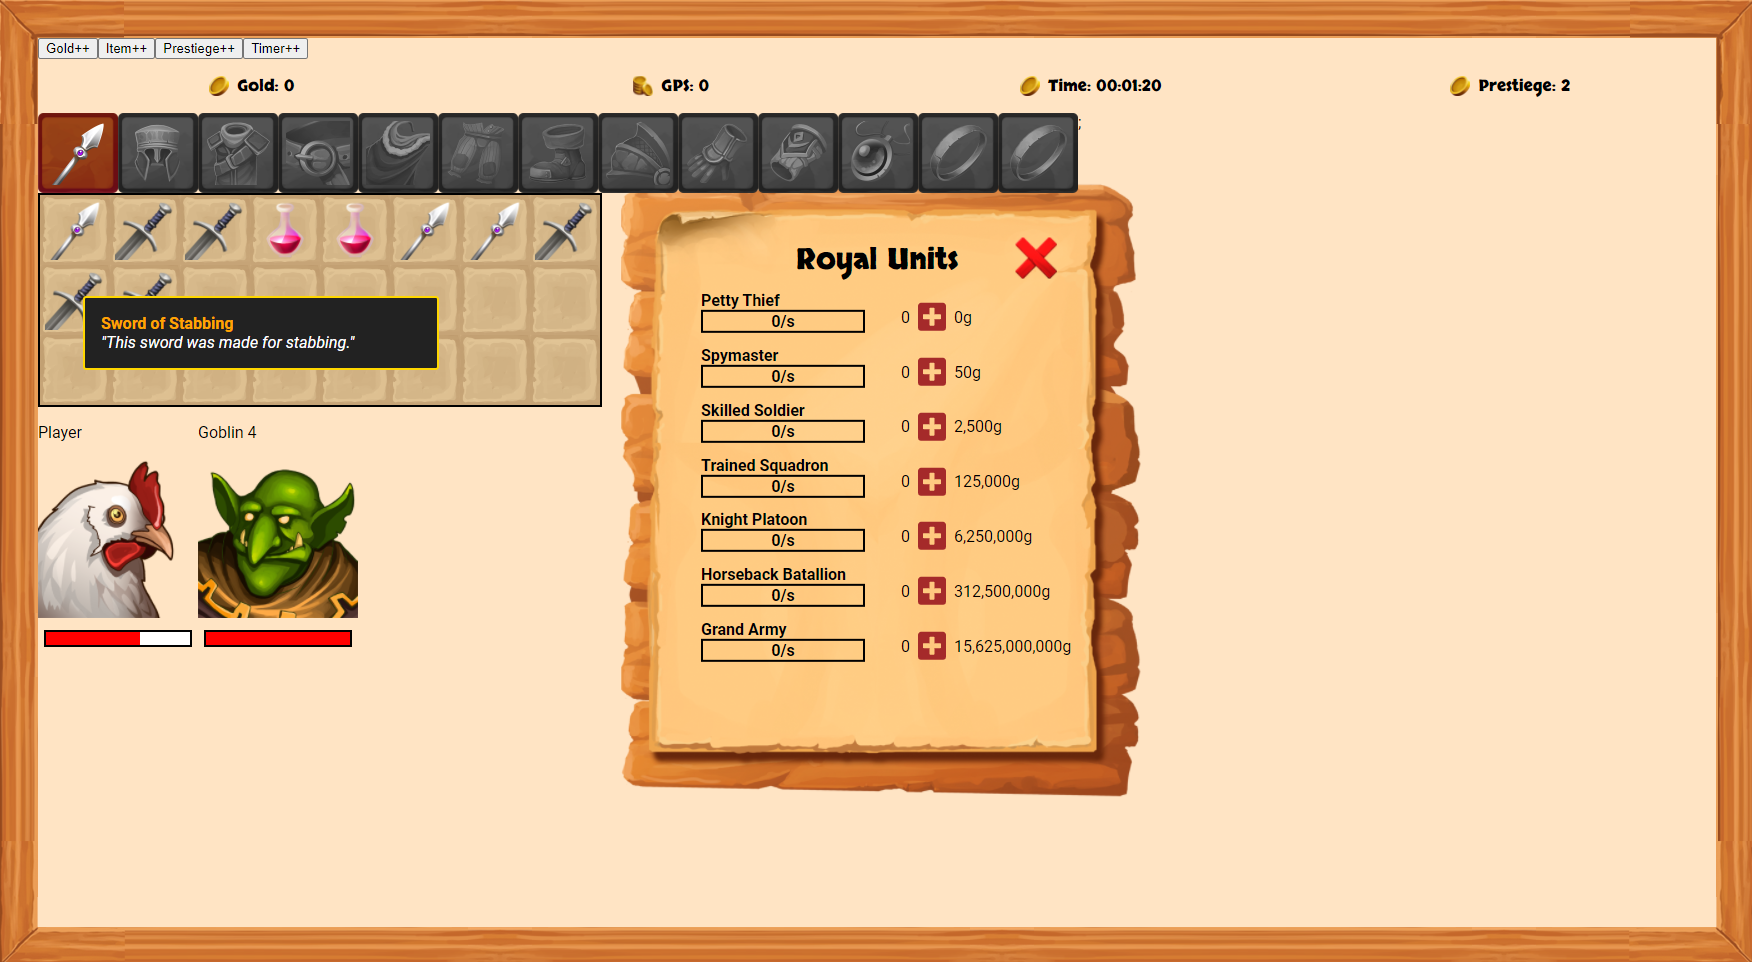 Gold++ Item++ Prestiege++ Timer++
Gold: 0 GPS: 0 Time: 00:01:20 Prestiege: 2
;
Royal Units
Sword of Stabbing
"This sword was made for stabbing."
Petty Thief
0/s 0 0g
Spymaster
0/s 0 50g
Skilled Soldier
0/s 0 2,500g
Trained Squadron
0/s 0 125,000g
Knight Platoon
0/s 0 6,250,000g
Horseback Batallion
0/s 0 312,500,000g
Grand Army
0/s 0 15,625,000,000g
Player Goblin 4